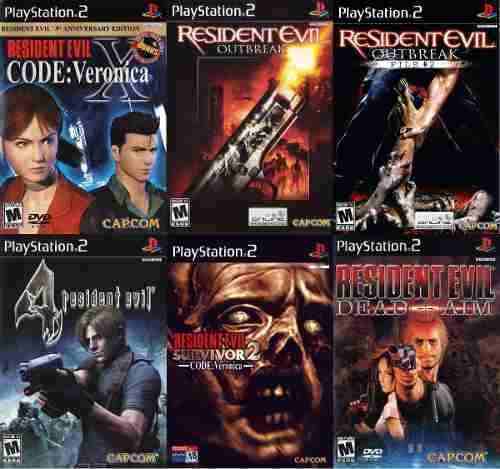 PlayStation®2
RESIDENT EVIL 5th ANNIVERSARY EDITION
RESIDENT EVIL
CODE:Veronica
X
M
DVD
CAPCOM
PlayStation®2
RESIDENT EVIL
OUTBREAK
M
ONLINE
CAPCOM
PlayStation®2
RESIDENT EVIL
OUTBREAK
FILE #2
M
CAPCOM
PlayStation®2
4
resident evil
M
CAPCOM
PlayStation®2
RESIDENT EVIL
SURVIVOR 2
CODE:Veronica
CAPCOM
PlayStation®2
RESIDENT EVIL
DEAD AIM
M
DVD
CAPCOM